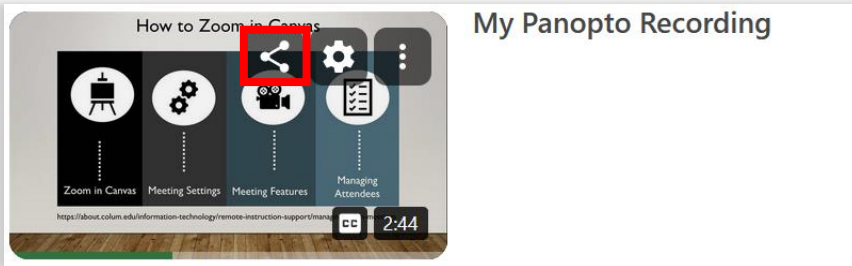 How to Zoom in Canvas
My Panopto Recording
Zoom in Canvas
Meeting Settings
Meeting Features
Managing
Attendees
https://about.colum.edu/information-technology/remote-instruction-support/manag
CC
2:44